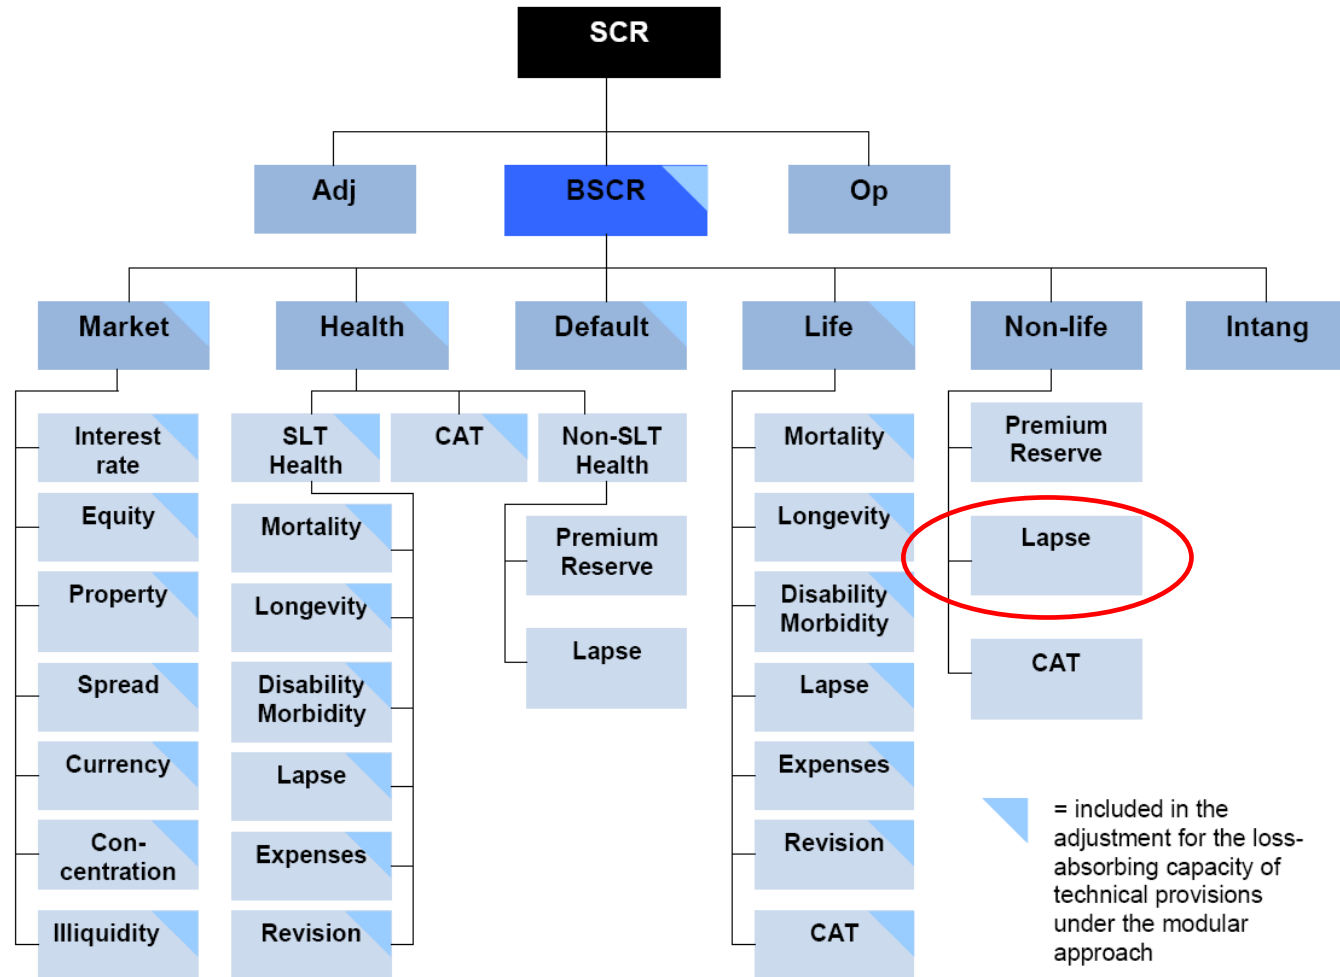 SCR
Adj
BSCR
Op
Market
Health
Default
Life
Non-life
Intang
Interest
rate
Equity
Property
Spread
Currency
Con-
centration
Illiquidity
SLT
Health
Mortality
Longevity
Disability
Morbidity
Lapse
Expenses
Revision
CAT
Non-SLT
Health
Premium
Reserve
Lapse
Mortality
Longevity
Disability
Morbidity
Lapse
Expenses
Revision
CAT
Premium
Reserve
Lapse
CAT
= included in the
adjustment for the loss-
absorbing capacity of
technical provisions
under the modular
approach